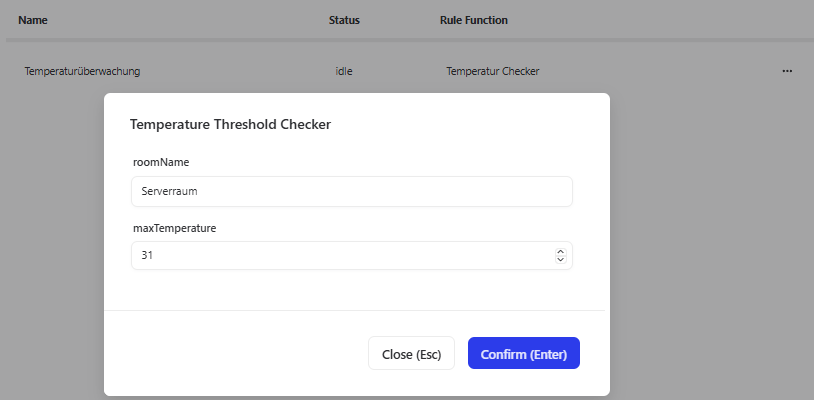 Name Status Rule Function
Temperaturüberwachung idle Temperatur Checker ...
Temperature Threshold Checker
roomName
Serverraum
maxTemperature
31
Close (Esc) Confirm (Enter)